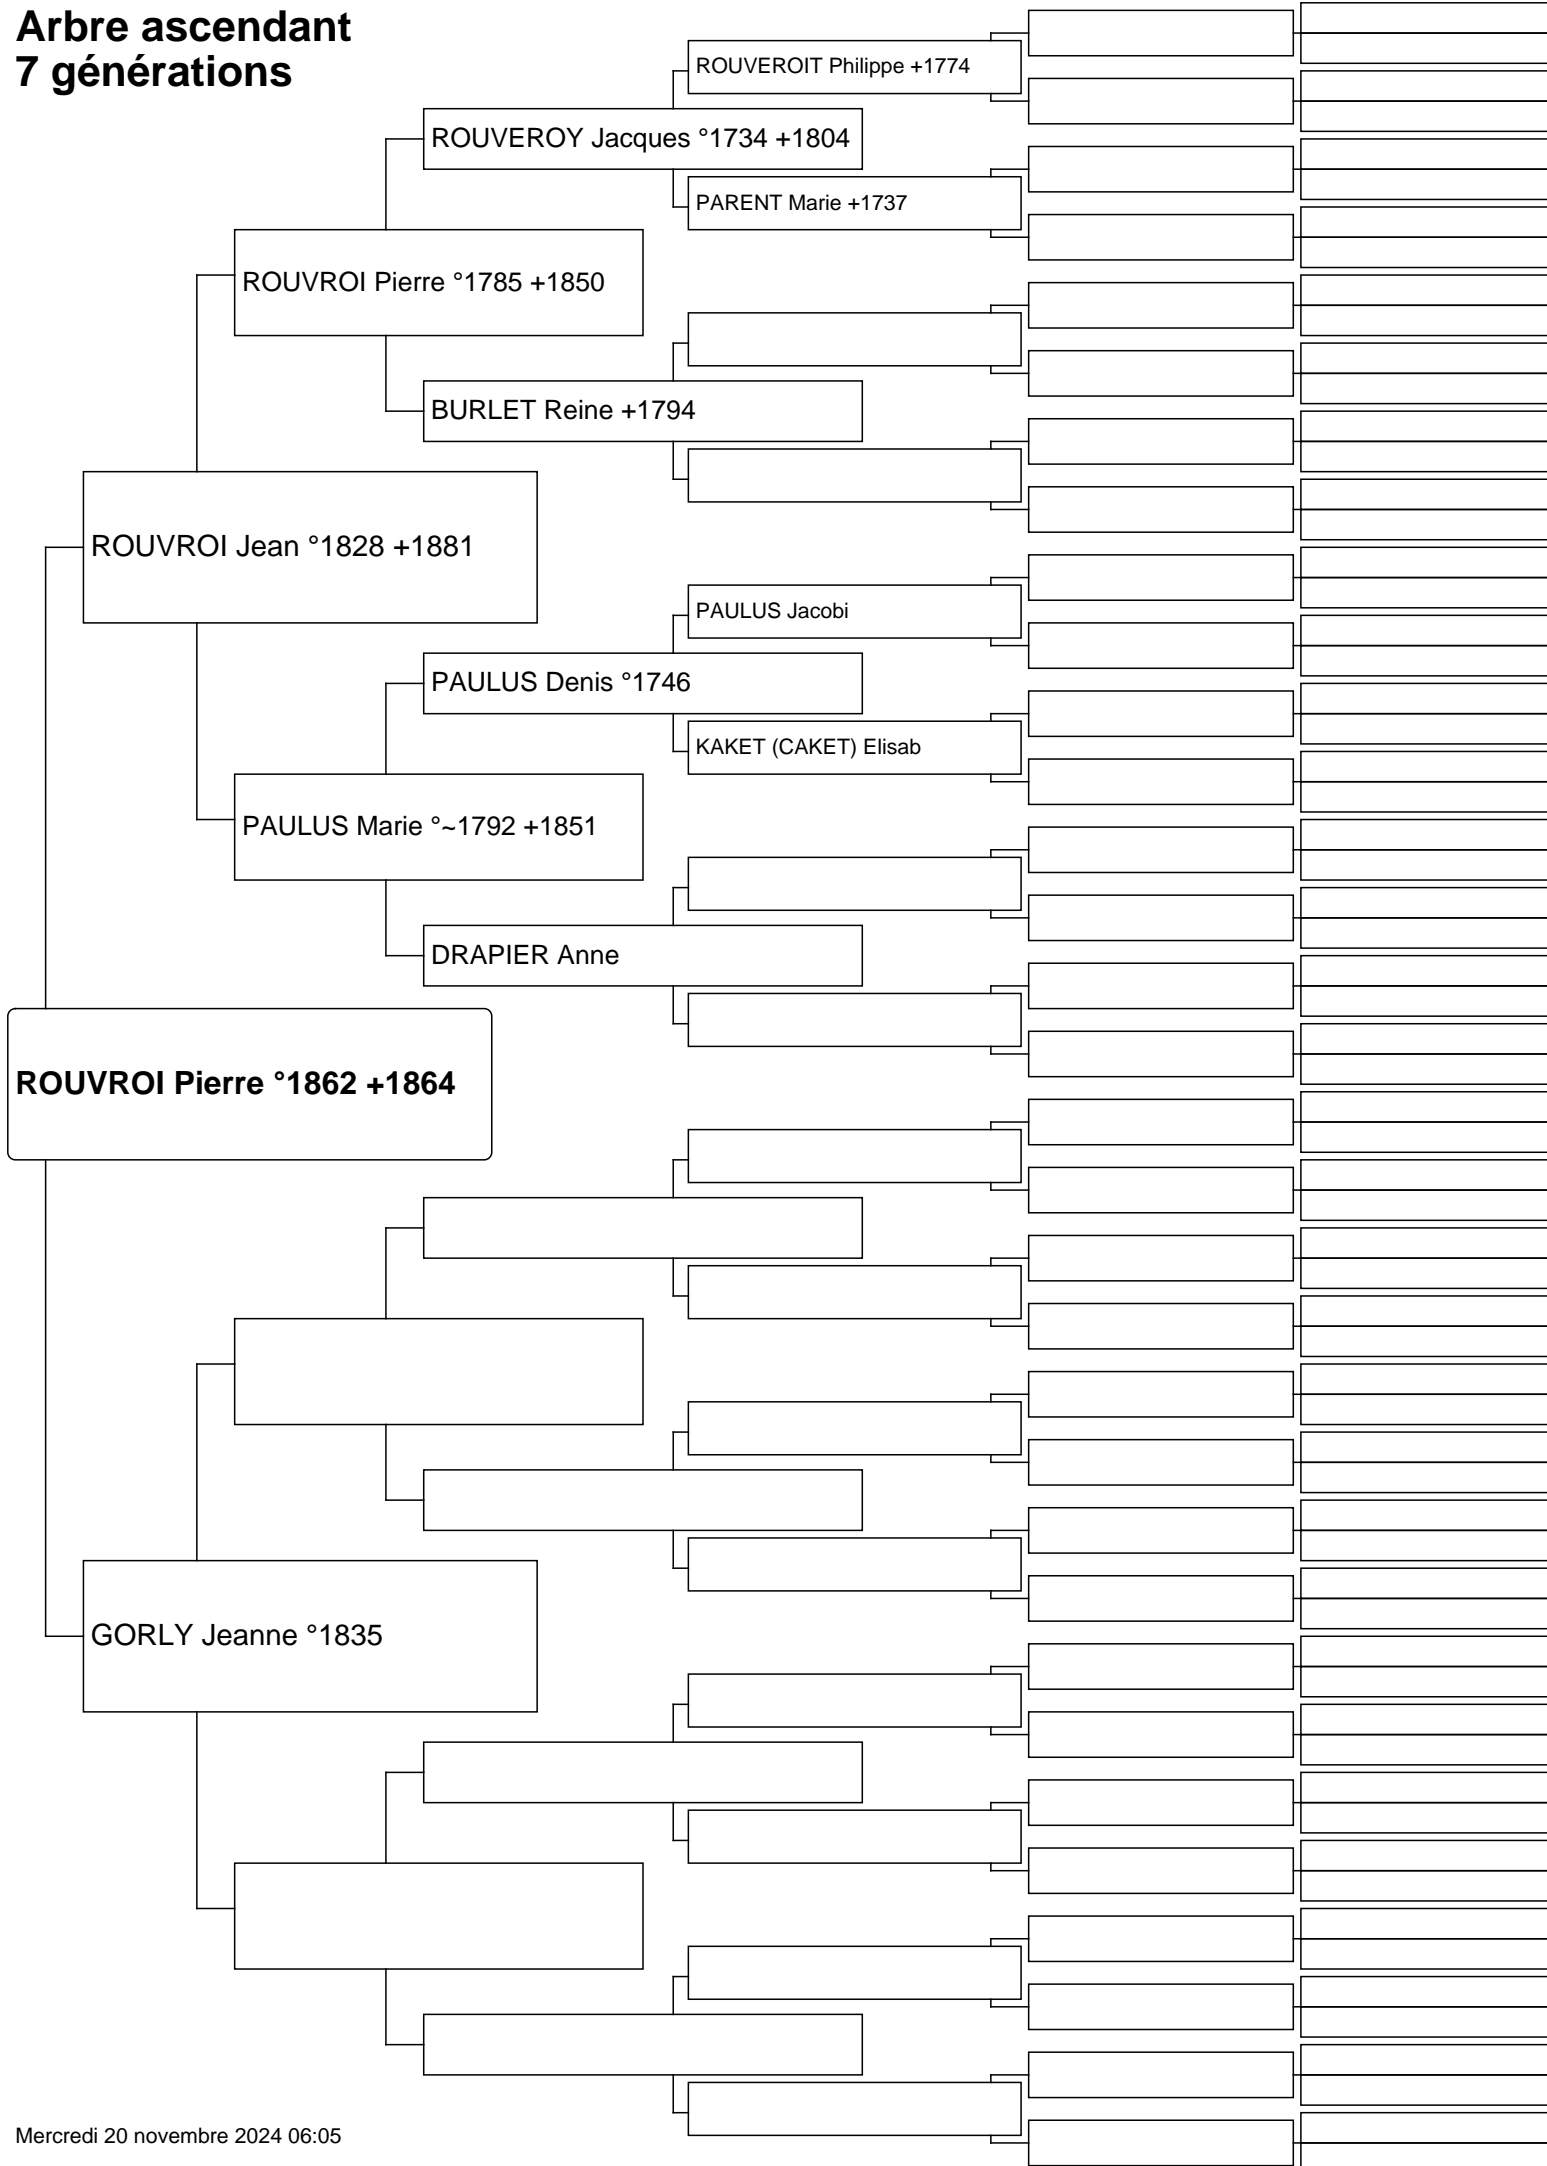 Arbre ascendant
7 générations
ROUVEROIT Philippe +1774
ROUVEROY Jacques °1734 +1804
PARENT Marie +1737
ROUVROI Pierre °1785 +1850
BURLET Reine +1794
ROUVROI Jean °1828 +1881
PAULUS Jacobi
PAULUS Denis °1746
KAKET (CAKET) Elisab
PAULUS Marie °~1792 +1851
DRAPIER Anne
ROUVROI Pierre °1862 +1864
GORLY Jeanne °1835
Mercredi 20 novembre 2024 06:05